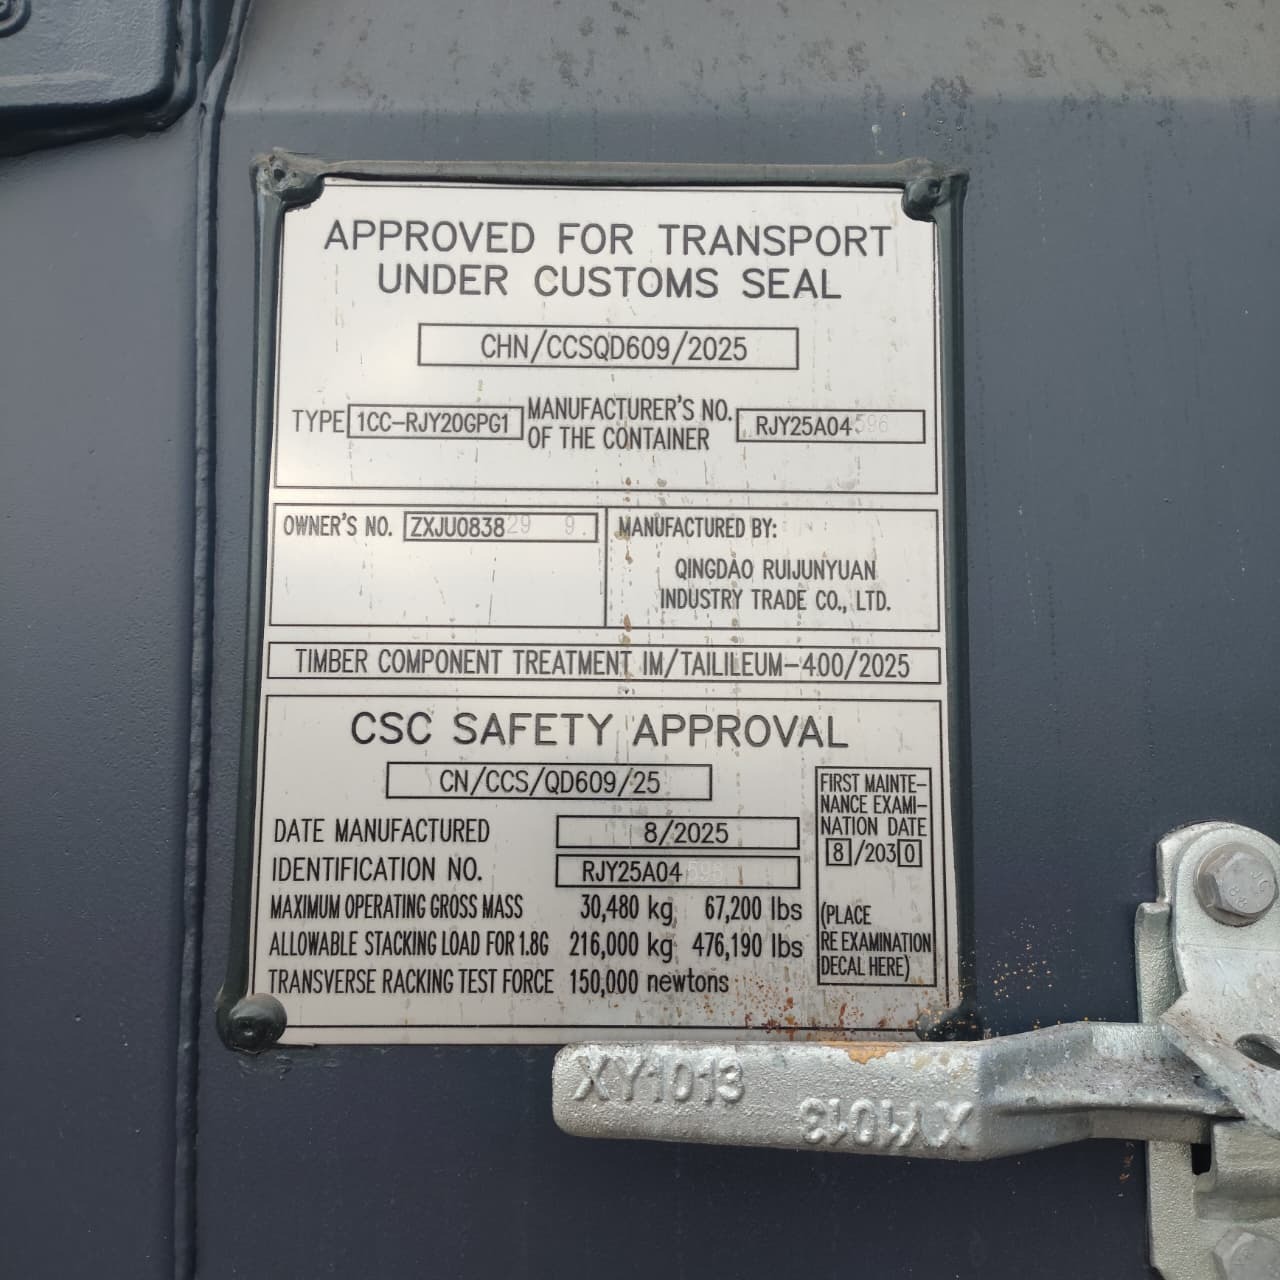 APPROVED FOR TRANSPORT
UNDER CUSTOMS SEAL
CHN/CCSQD609/2025
TYPE 1CC-RJY20GPG1 MANUFACTURER'S NO. OF THE CONTAINER RJY25A04596
OWNER'S NO. ZXJU083829 9.
MANUFACTURED BY:
QINGDAO RUIJUNYUAN
INDUSTRY TRADE CO., LTD.
TIMBER COMPONENT TREATMENT IM/TAILILEUM-400/2025
CSC SAFETY APPROVAL
CN/CCS/QD609/25
DATE MANUFACTURED 8/2025
IDENTIFICATION NO. RJY25A04596
MAXIMUM OPERATING GROSS MASS 30,480 kg 67,200 lbs
ALLOWABLE STACKING LOAD FOR 1.8G 216,000 kg 476,190 lbs
TRANSVERSE RACKING TEST FORCE 150,000 newtons
FIRST MAINTE-
NANCE EXAMI-
NATION DATE
8/2030
(PLACE
RE EXAMINATION
DECAL HERE)
XY1013
XY1013